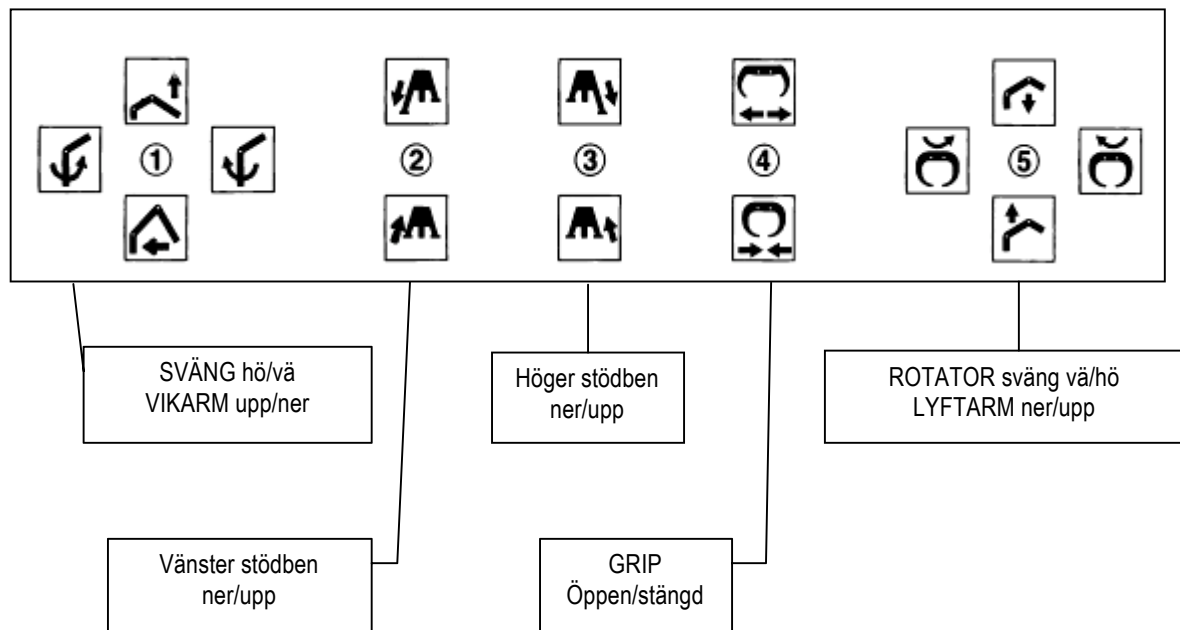 ① ② ③ ④ ⑤
SVÄNG hö/vä
VIKARM upp/ner
Höger stödben
ner/upp
ROTATOR sväng vä/hö
LYFTARM ner/upp
Vänster stödben
ner/upp
GRIP
Öppen/stängd